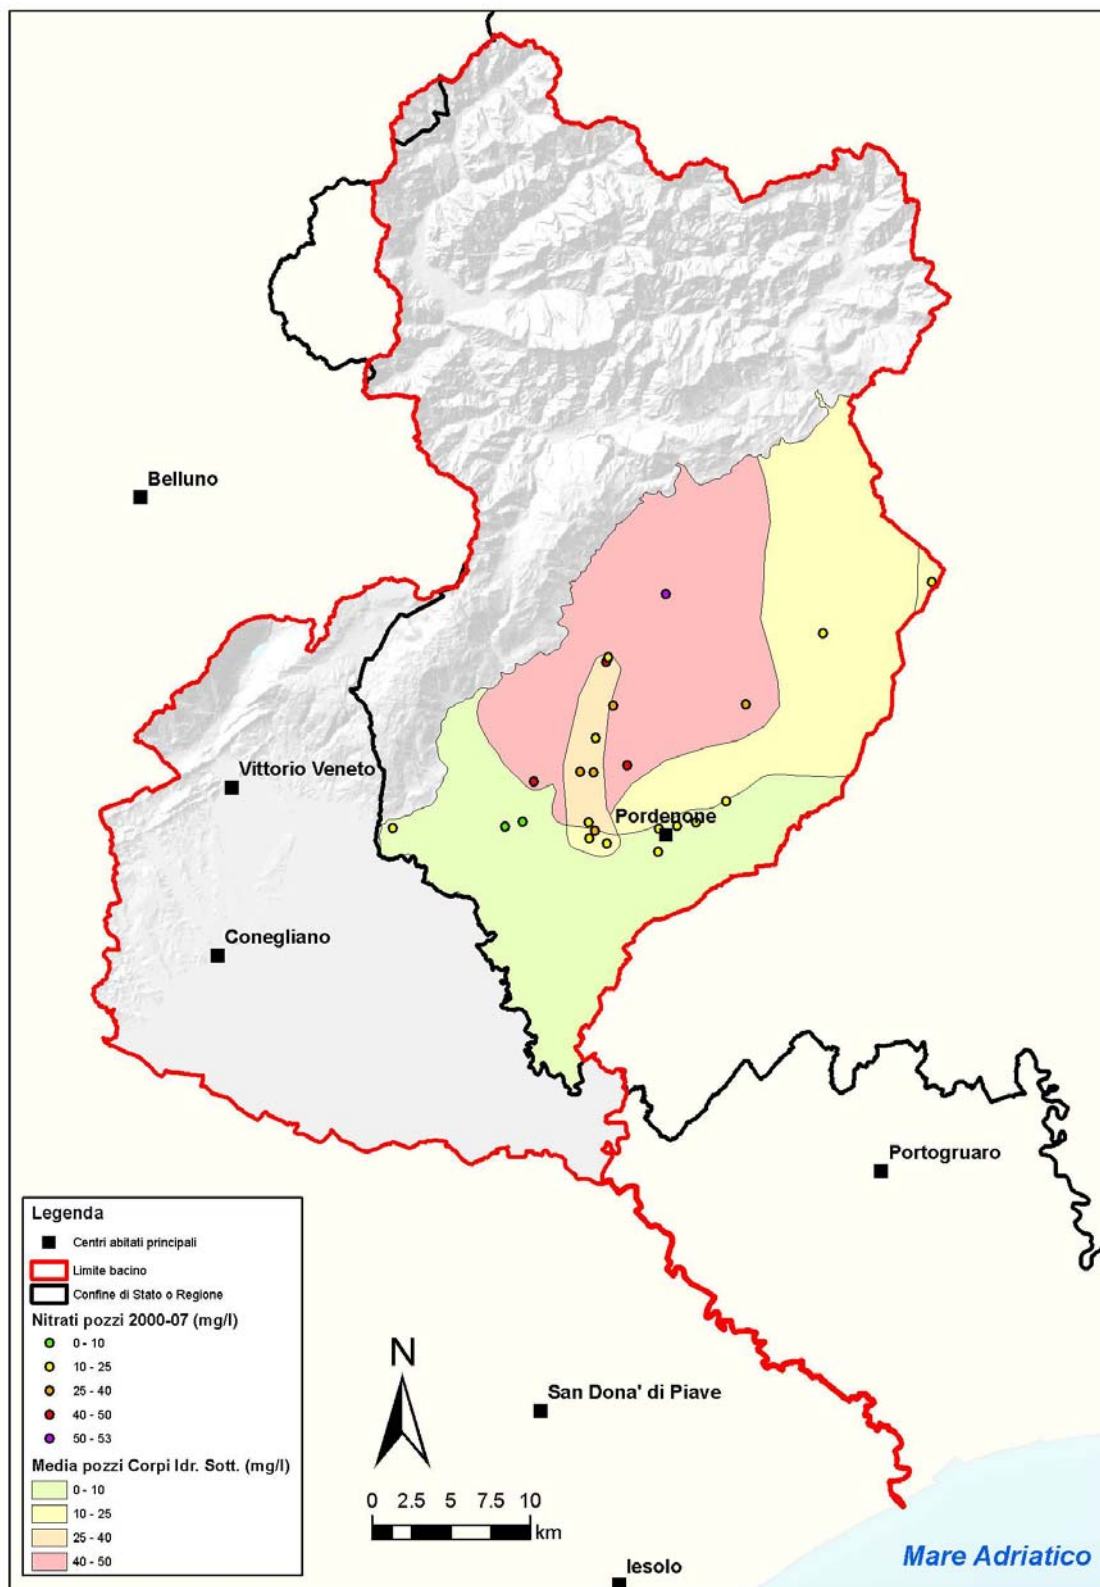 Belluno
Vittorio Veneto
Pordenone
Conegliano
Portogruaro
San Dona' di Piave
Iesolo
Mare Adriatico
N
0 2.5 5 7.5 10
km
Legenda
Centri abitati principali
Limite bacino
Confine di Stato o Regione
Nitrati pozzi 2000-07 (mg/l)
0 - 10
10 - 25
25 - 40
40 - 50
50 - 53
Media pozzi Corpi Idr. Sott. (mg/l)
0 - 10
10 - 25
25 - 40
40 - 50